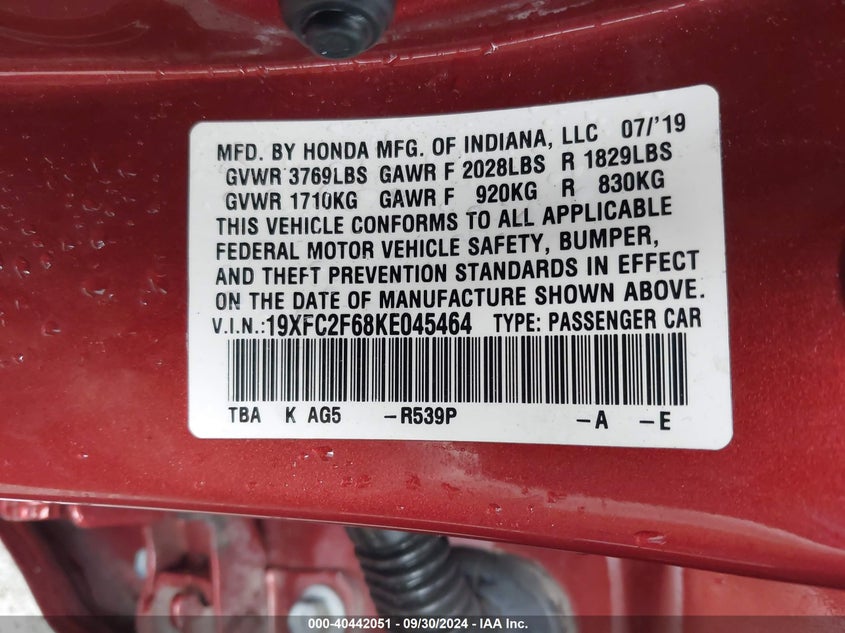 MFD. BY HONDA MFG. OF INDIANA, LLC 07/'19
GVWR 3769LBS GAWR F 2028LBS R 1829LBS
GVWR 1710KG GAWR F 920KG R 830KG
THIS VEHICLE CONFORMS TO ALL APPLICABLE
FEDERAL MOTOR VEHICLE SAFETY, BUMPER,
AND THEFT PREVENTION STANDARDS IN EFFECT
ON THE DATE OF MANUFACTURE SHOWN ABOVE.
V.I.N.:19XFC2F68KE045464 TYPE: PASSENGER CAR
TBA K AG5 -R539P -A -E
000-40442051 - 09/30/2024 - IAA Inc.